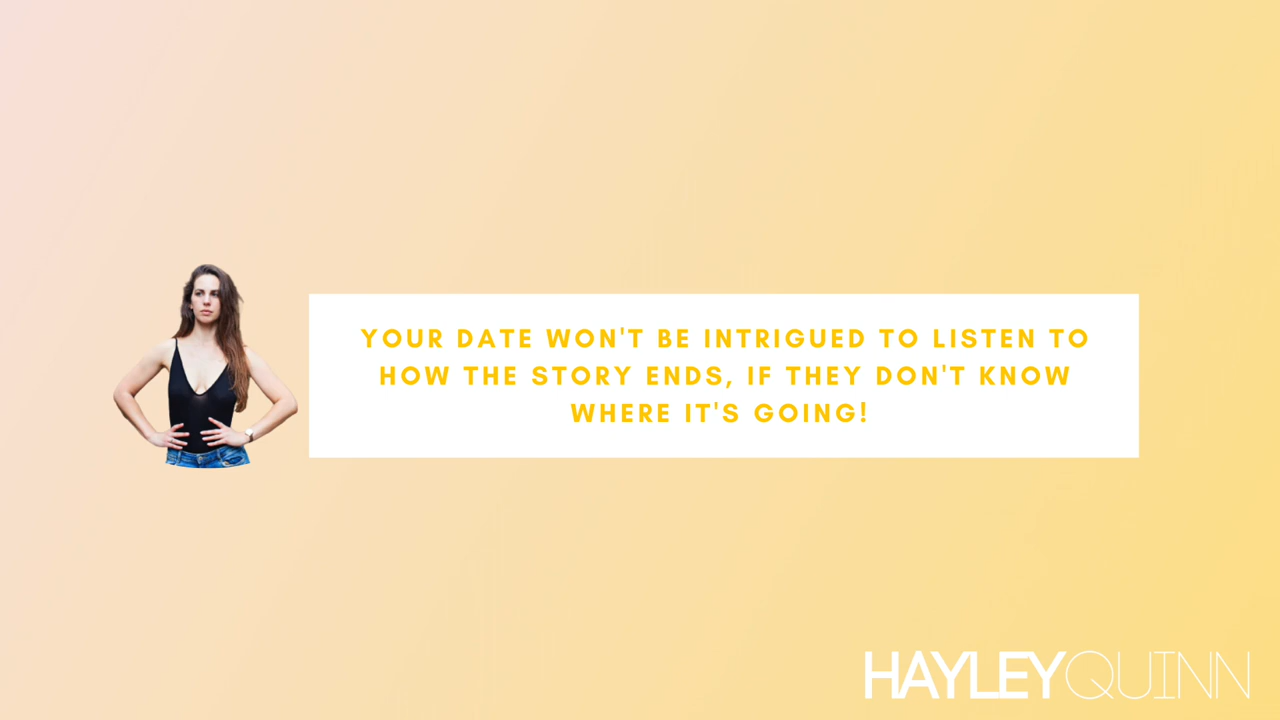 YOUR DATE WON'T BE INTRIGUED TO LISTEN TO
HOW THE STORY ENDS, IF THEY DON'T KNOW
WHERE IT'S GOING!
HAYLEYQUINN